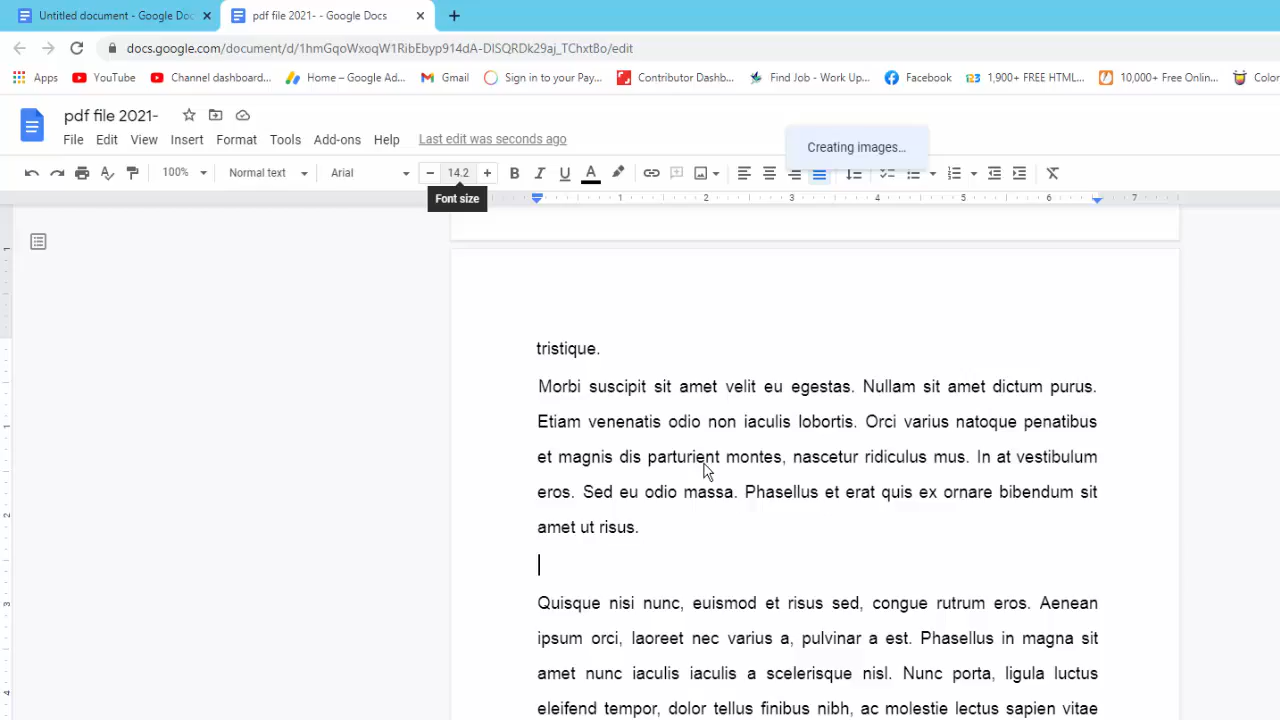 Untitled document - Google Doc
pdf file 2021- - Google Docs
docs.google.com/document/d/1hmGqoWxoqW1RibEbyp914dA-DISQRDk29aj_TChxtBo/edit
Apps
YouTube
Channel dashboard...
Home – Google Ad...
Gmail
Sign in to your Pay...
Contributor Dashb...
Find Job - Work Up...
Facebook
1,900+ FREE HTML...
10,000+ Free Onlin...
Color
pdf file 2021-
File Edit View Insert Format Tools Add-ons Help Last edit was seconds ago
Creating images...
100% Normal text Arial 14.2
Font size
1 2 3 4 5 6 7
tristique.
Morbi suscipit sit amet velit eu egestas. Nullam sit amet dictum purus.
Etiam venenatis odio non iaculis lobortis. Orci varius natoque penatibus
et magnis dis parturient montes, nascetur ridiculus mus. In at vestibulum
eros. Sed eu odio massa. Phasellus et erat quis ex ornare bibendum sit
amet ut risus.
Quisque nisi nunc, euismod et risus sed, congue rutrum eros. Aenean
ipsum orci, laoreet nec varius a, pulvinar a est. Phasellus in magna sit
amet nunc iaculis iaculis a scelerisque nisl. Nunc porta, ligula luctus
eleifend tempor, dolor tellus finibus nibh, ac molestie lectus sapien vitae